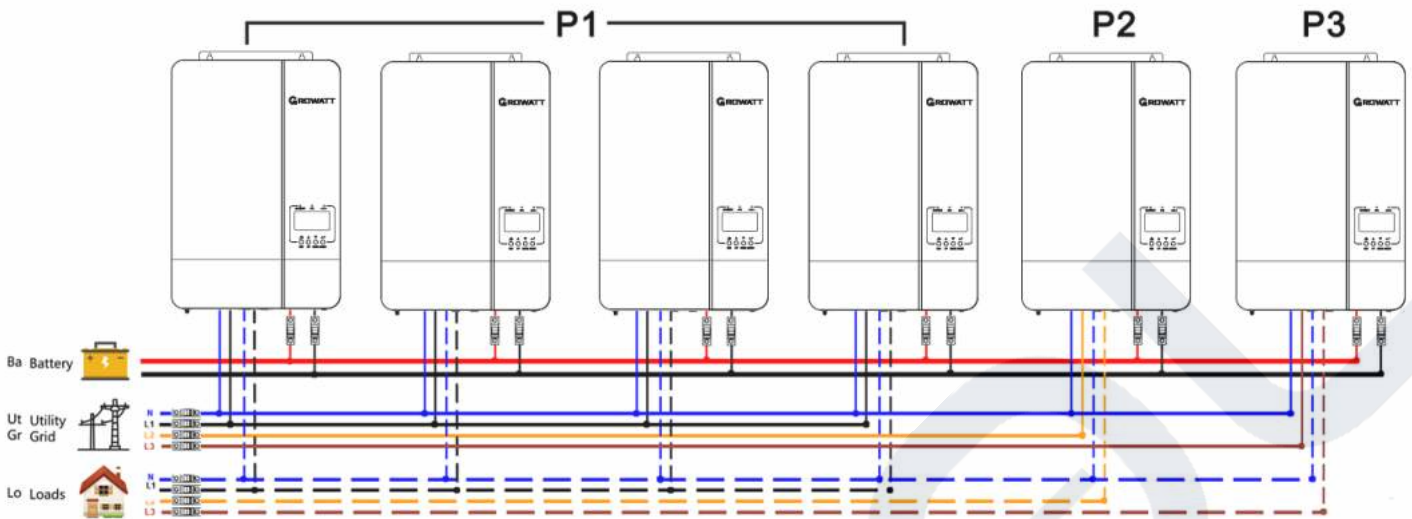 P1 P2 P3
GROWATT GROWATT GROWATT GROWATT GROWATT GROWATT
Ba Battery
Ut Utility
Gr Grid
N
L1
L2
L3
Lo Loads
N
L1
L3